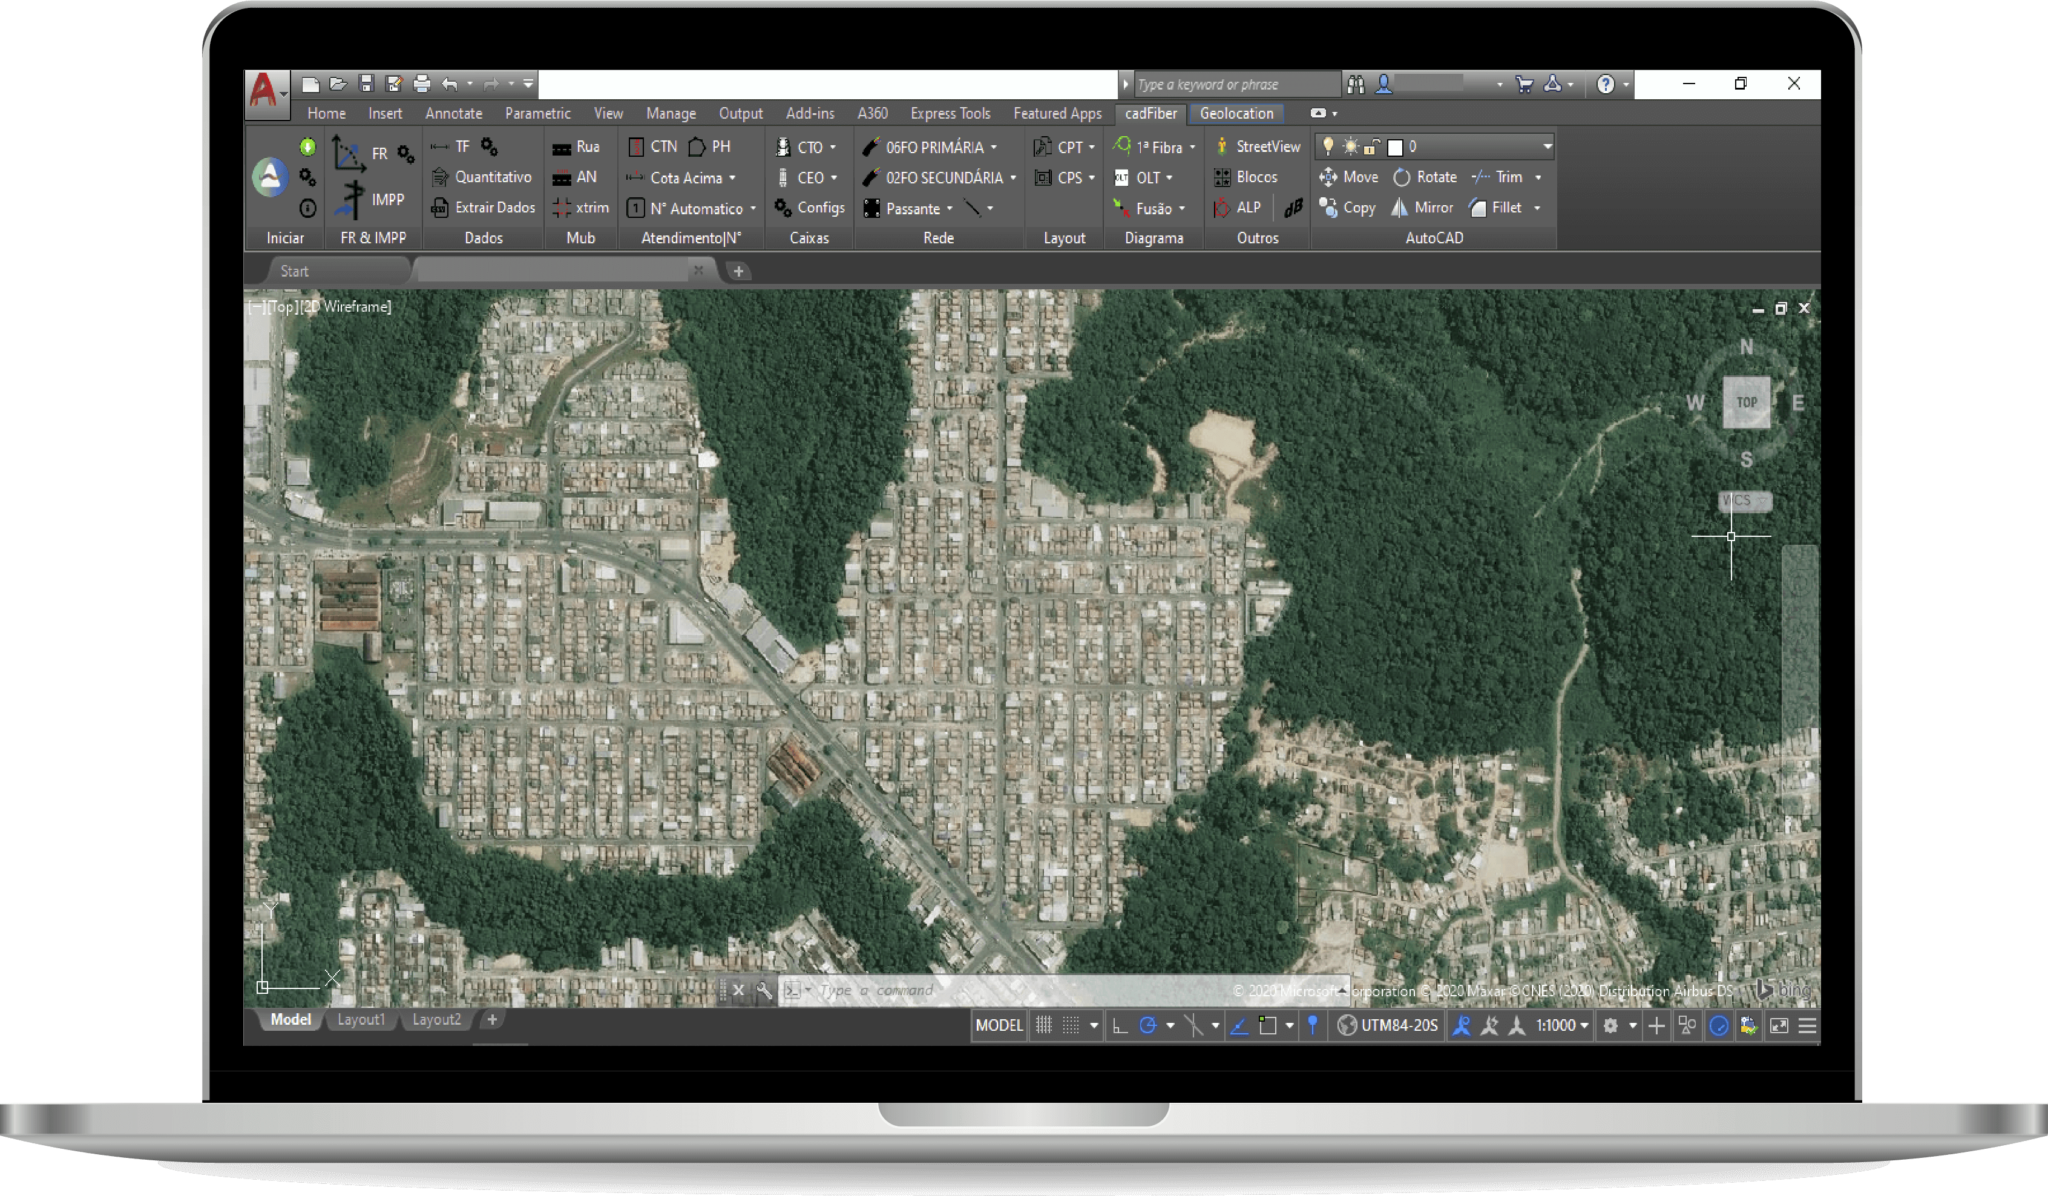 Type a keyword or phrase
Home Insert Annotate Parametric View Manage Output Add-ins A360 Express Tools Featured Apps cadFiber Geolocation
FR TF Rua CTN PH CTO 06FO PRIMÁRIA CPT 1ª Fibra StreetView 0
Quantitativo AN Cota Acima CEO 02FO SECUNDÁRIA CPS OLT OLT Blocos Move Rotate Trim
IMPP Extrair Dados xtrim 1 N° Automatico Configs Passante Fusão ALP dB Copy Mirror Fillet
Iniciar FR & IMPP Dados Mub Atendimento|N° Caixas Rede Layout Diagrama Outros AutoCAD
Start
[−][Top][2D Wireframe]
N
W TOP E
S
WCS
Y
X
Type a command
© 2020 Microsoft Corporation © 2020 Maxar ©CNES (2020) Distribution Airbus DS bing
Model Layout1 Layout2
MODEL UTM84-20S 1:1000